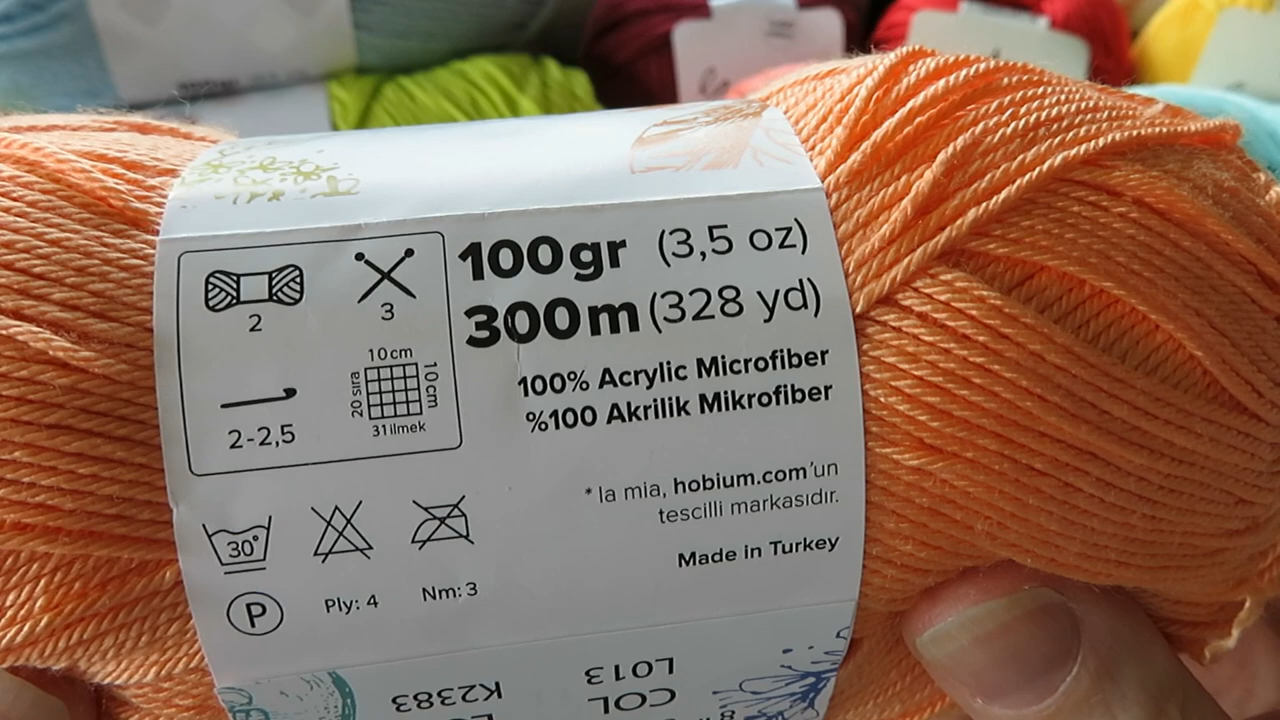 100gr (3,5 oz)
300m (328 yd)
100% Acrylic Microfiber
%100 Akrilik Mikrofiber
2
3
2-2,5
10cm
20 sıra
10 cm
31 ilmek
* la mia, hobium.com'un
tescilli markasıdır.
Made in Turkey
30°
P
Ply: 4
Nm: 3
COL
L013
K2383